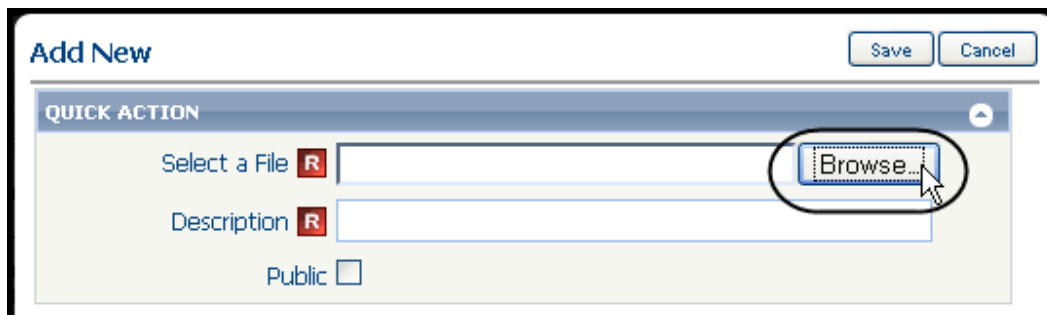 Add New Save Cancel
QUICK ACTION
Select a File R Browse...
Description R
Public